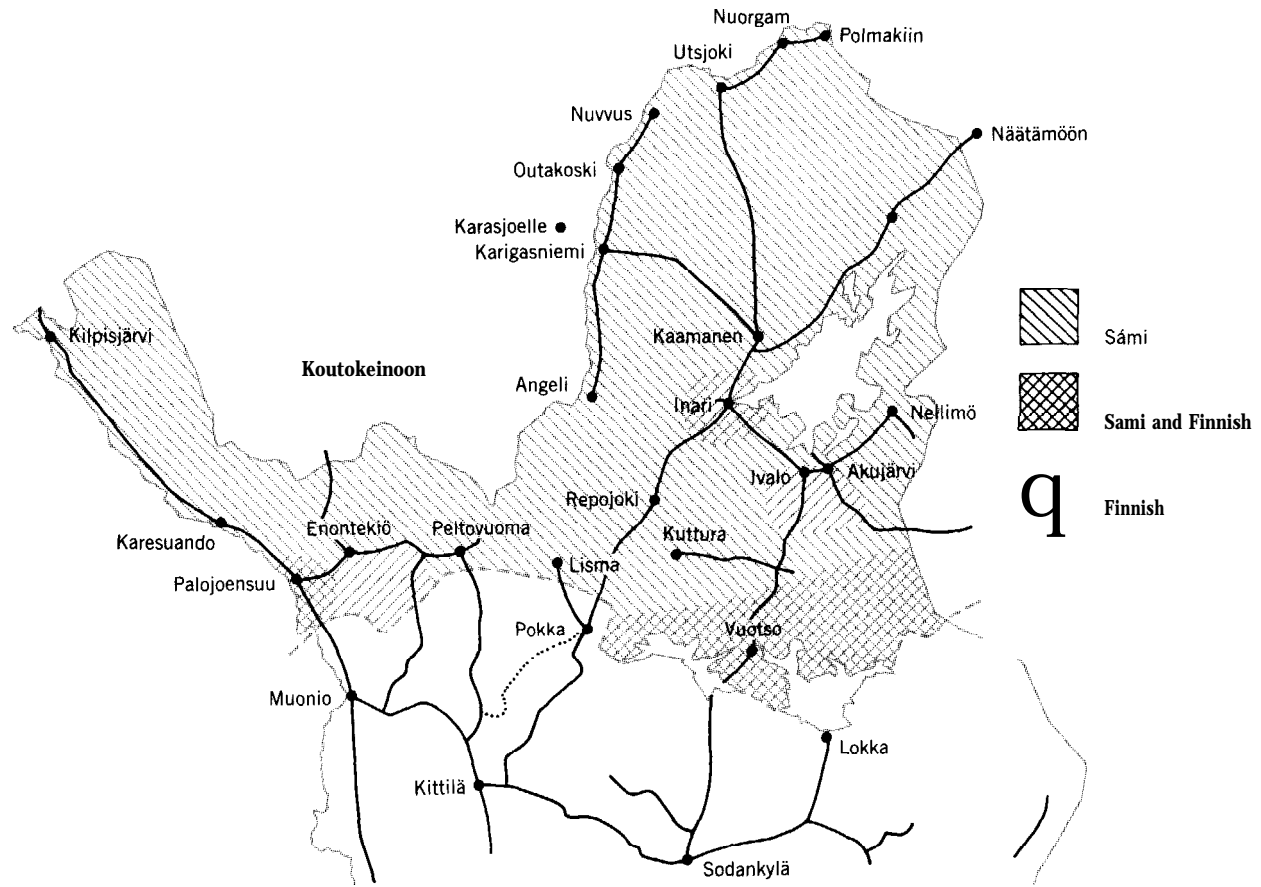 Nuorgam
Polmakiin
Utsjoki
Nuvvus
Näätämöön
Outakoski
Karasjoelle
Karigasniemi
Kilpisjärvi
Kaamanen
Sámi
Koutokeinoon
Angeli
Inari
Nellimö
Sami and Finnish
Ivalo
Akujärvi
Repojoki
q
Finnish
Enontekiö
Peltovuoma
Kuttura
Karesuando
Lisma
Palojoensuu
Pokka
Vuotso
Muonio
Lokka
Kittilä
Sodankylä